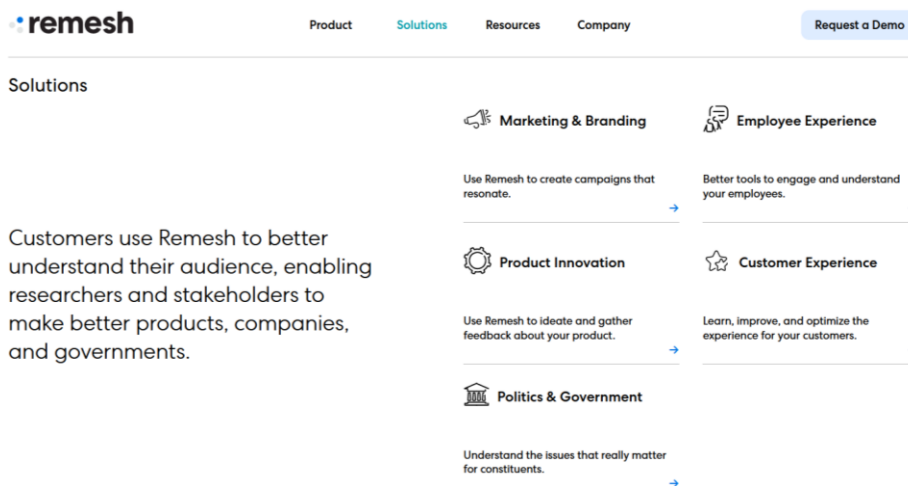 remesh
Product Solutions Resources Company Request a Demo
Solutions
Customers use Remesh to better
understand their audience, enabling
researchers and stakeholders to
make better products, companies,
and governments.
Marketing & Branding
Use Remesh to create campaigns that
resonate.
Employee Experience
Better tools to engage and understand
your employees.
Product Innovation
Use Remesh to ideate and gather
feedback about your product.
Customer Experience
Learn, improve, and optimize the
experience for your customers.
Politics & Government
Understand the issues that really matter
for constituents.